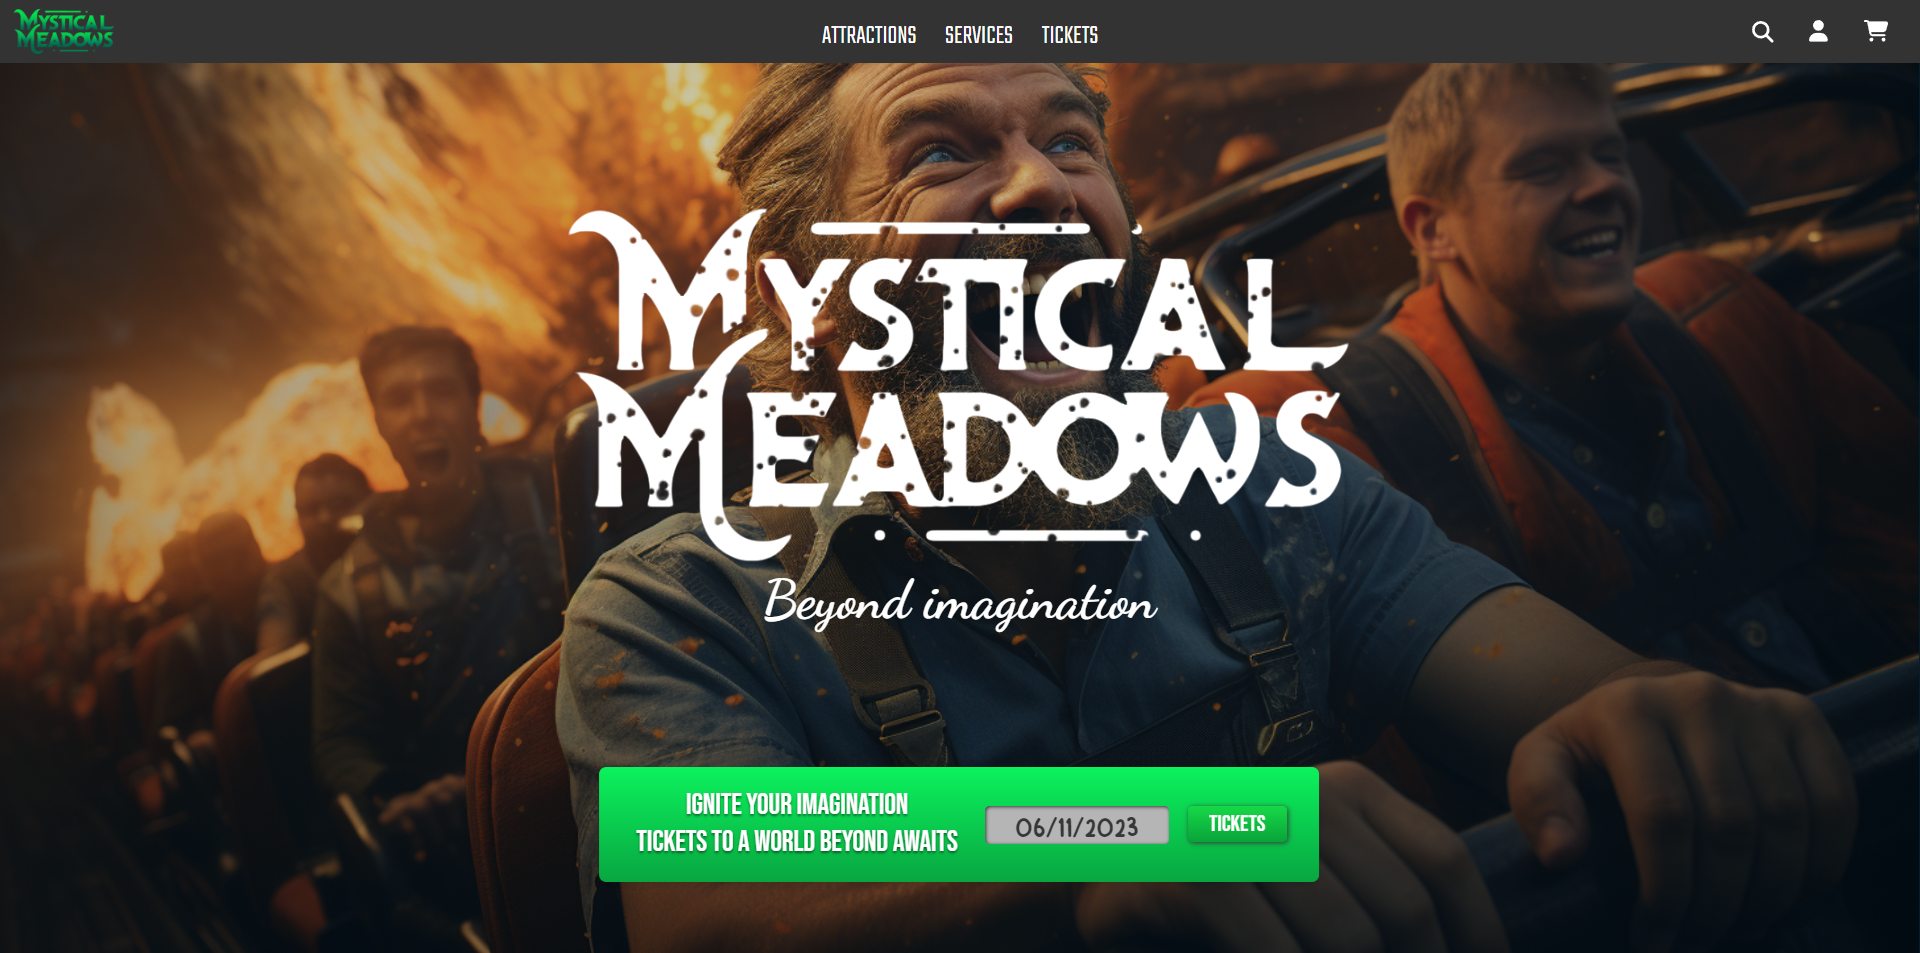 MYSTICAL
MEADOWS
ATTRACTIONS SERVICES TICKETS
MYSTICAL
MEADOWS
Beyond imagination
IGNITE YOUR IMAGINATION
TICKETS TO A WORLD BEYOND AWAITS
06/11/2023
TICKETS